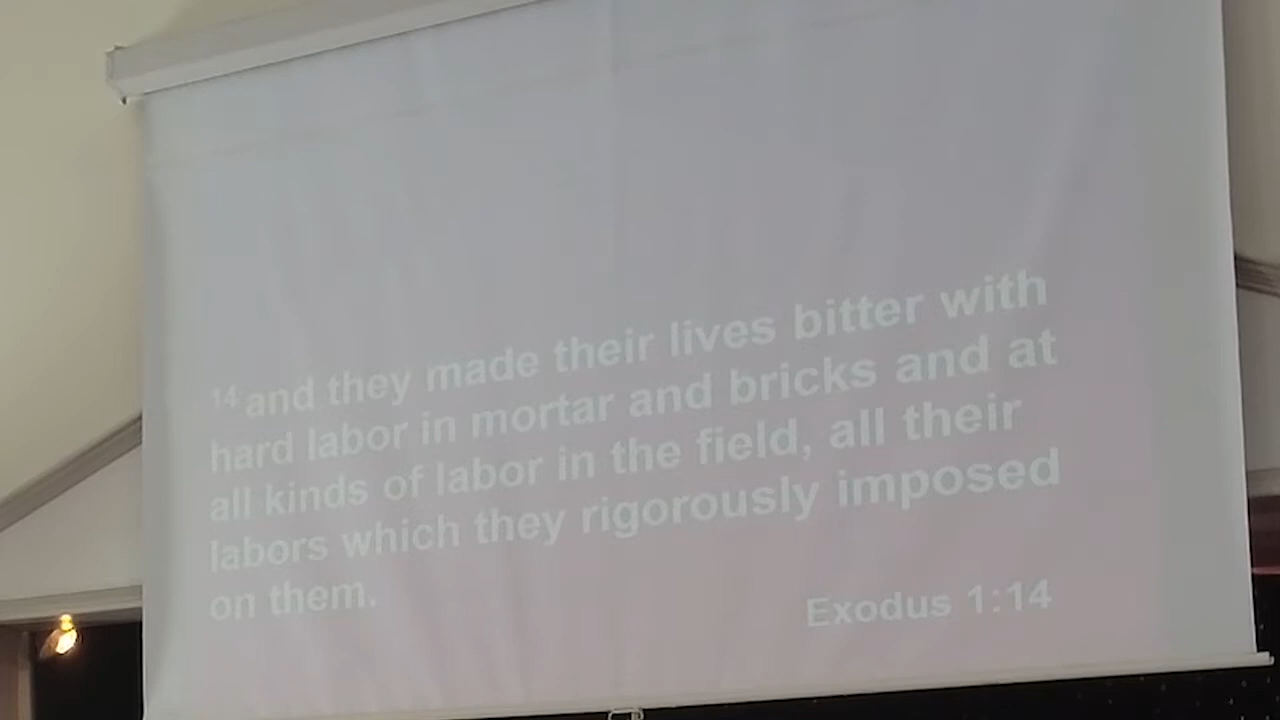 14 and they made their lives bitter with
hard labor in mortar and bricks and at
all kinds of labor in the field, all their
labors which they rigorously imposed
on them.
Exodus 1:14